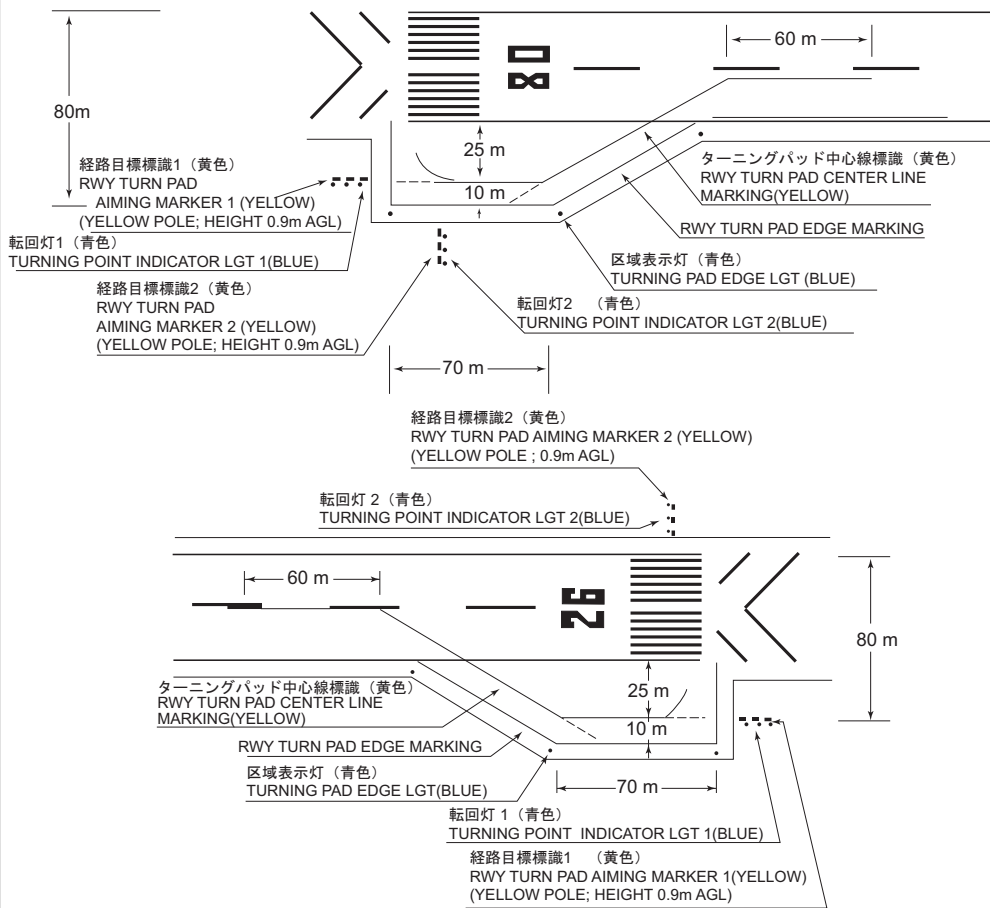 60 m
80m
08
25 m
10 m
経路目標標識1（黄色）
RWY TURN PAD
AIMING MARKER 1 (YELLOW)
(YELLOW POLE; HEIGHT 0.9m AGL)
転回灯1（青色）
TURNING POINT INDICATOR LGT 1(BLUE)
経路目標標識2（黄色）
RWY TURN PAD
AIMING MARKER 2 (YELLOW)
(YELLOW POLE; HEIGHT 0.9m AGL)
ターニングパッド中心線標識（黄色）
RWY TURN PAD CENTER LINE
MARKING(YELLOW)
RWY TURN PAD EDGE MARKING
区域表示灯（青色）
TURNING PAD EDGE LGT (BLUE)
転回灯2　（青色）
TURNING POINT INDICATOR LGT 2(BLUE)
70 m
経路目標標識2（黄色）
RWY TURN PAD AIMING MARKER 2 (YELLOW)
(YELLOW POLE ; 0.9m AGL)
転回灯 2（青色）
TURNING POINT INDICATOR LGT 2(BLUE)
60 m
26
80 m
25 m
10 m
ターニングパッド中心線標識（黄色）
RWY TURN PAD CENTER LINE
MARKING(YELLOW)
RWY TURN PAD EDGE MARKING
区域表示灯（青色）
TURNING PAD EDGE LGT(BLUE)
70 m
転回灯 1（青色）
TURNING POINT INDICATOR LGT 1(BLUE)
経路目標標識1　（黄色）
RWY TURN PAD AIMING MARKER 1(YELLOW)
(YELLOW POLE; HEIGHT 0.9m AGL)